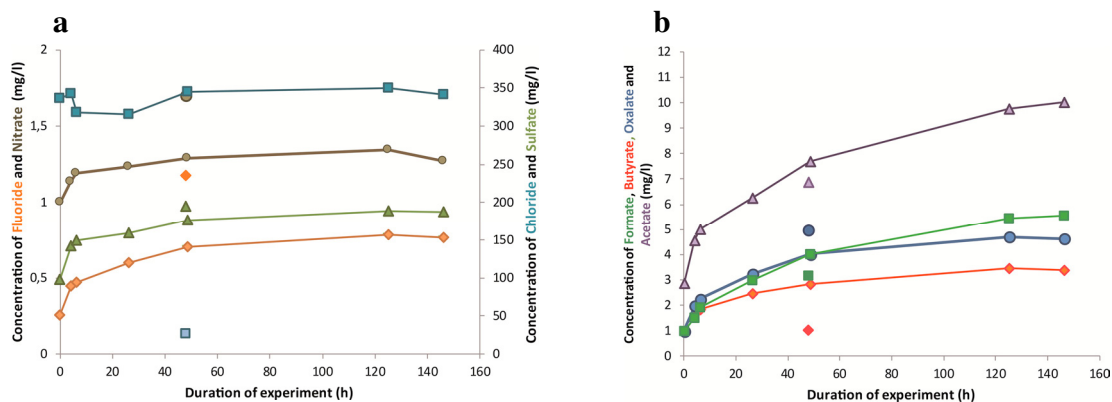 a
Concentration of Fluoride and Nitrate (mg/l)
2
1,5
1
0,5
0
400
350
300
250
200
150
100
50
0
Concentration of Chloride and Sulfate (mg/l)
0 20 40 60 80 100 120 140 160
Duration of experiment (h)
b
Concentration of Formate, Butyrate, Oxalate and
Acetate (mg/l)
12
11
10
9
8
7
6
5
4
3
2
1
0
0 20 40 60 80 100 120 140 160
Duration of experiment (h)